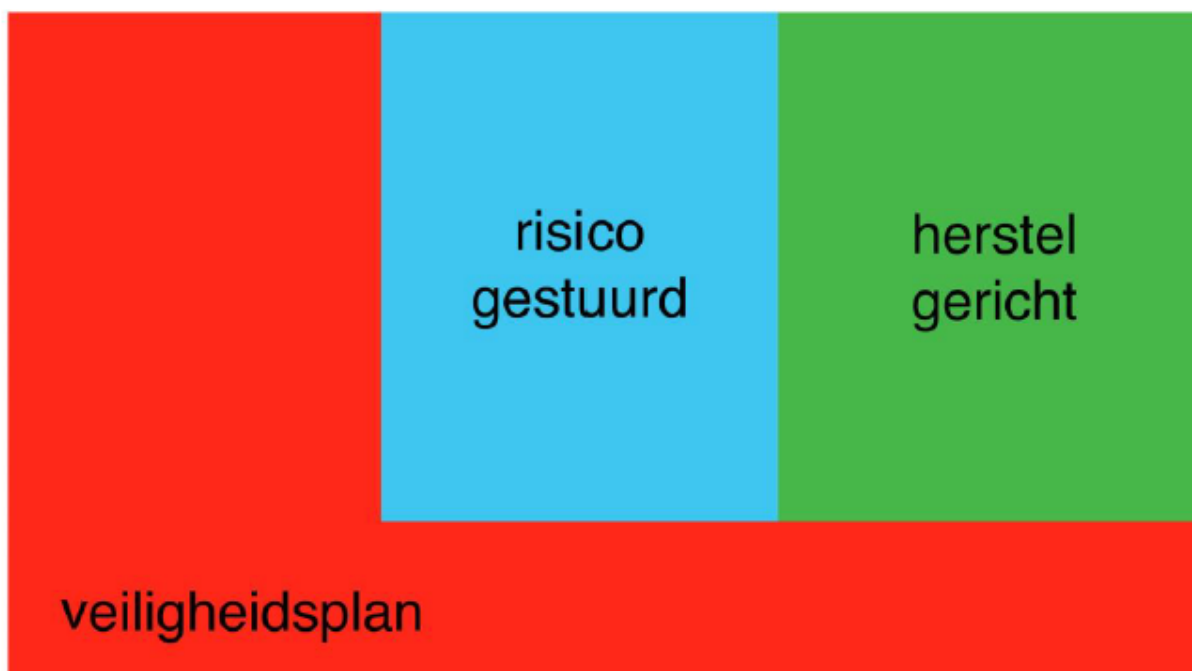 risico
gestuurd
herstel
gericht
veiligheidsplan